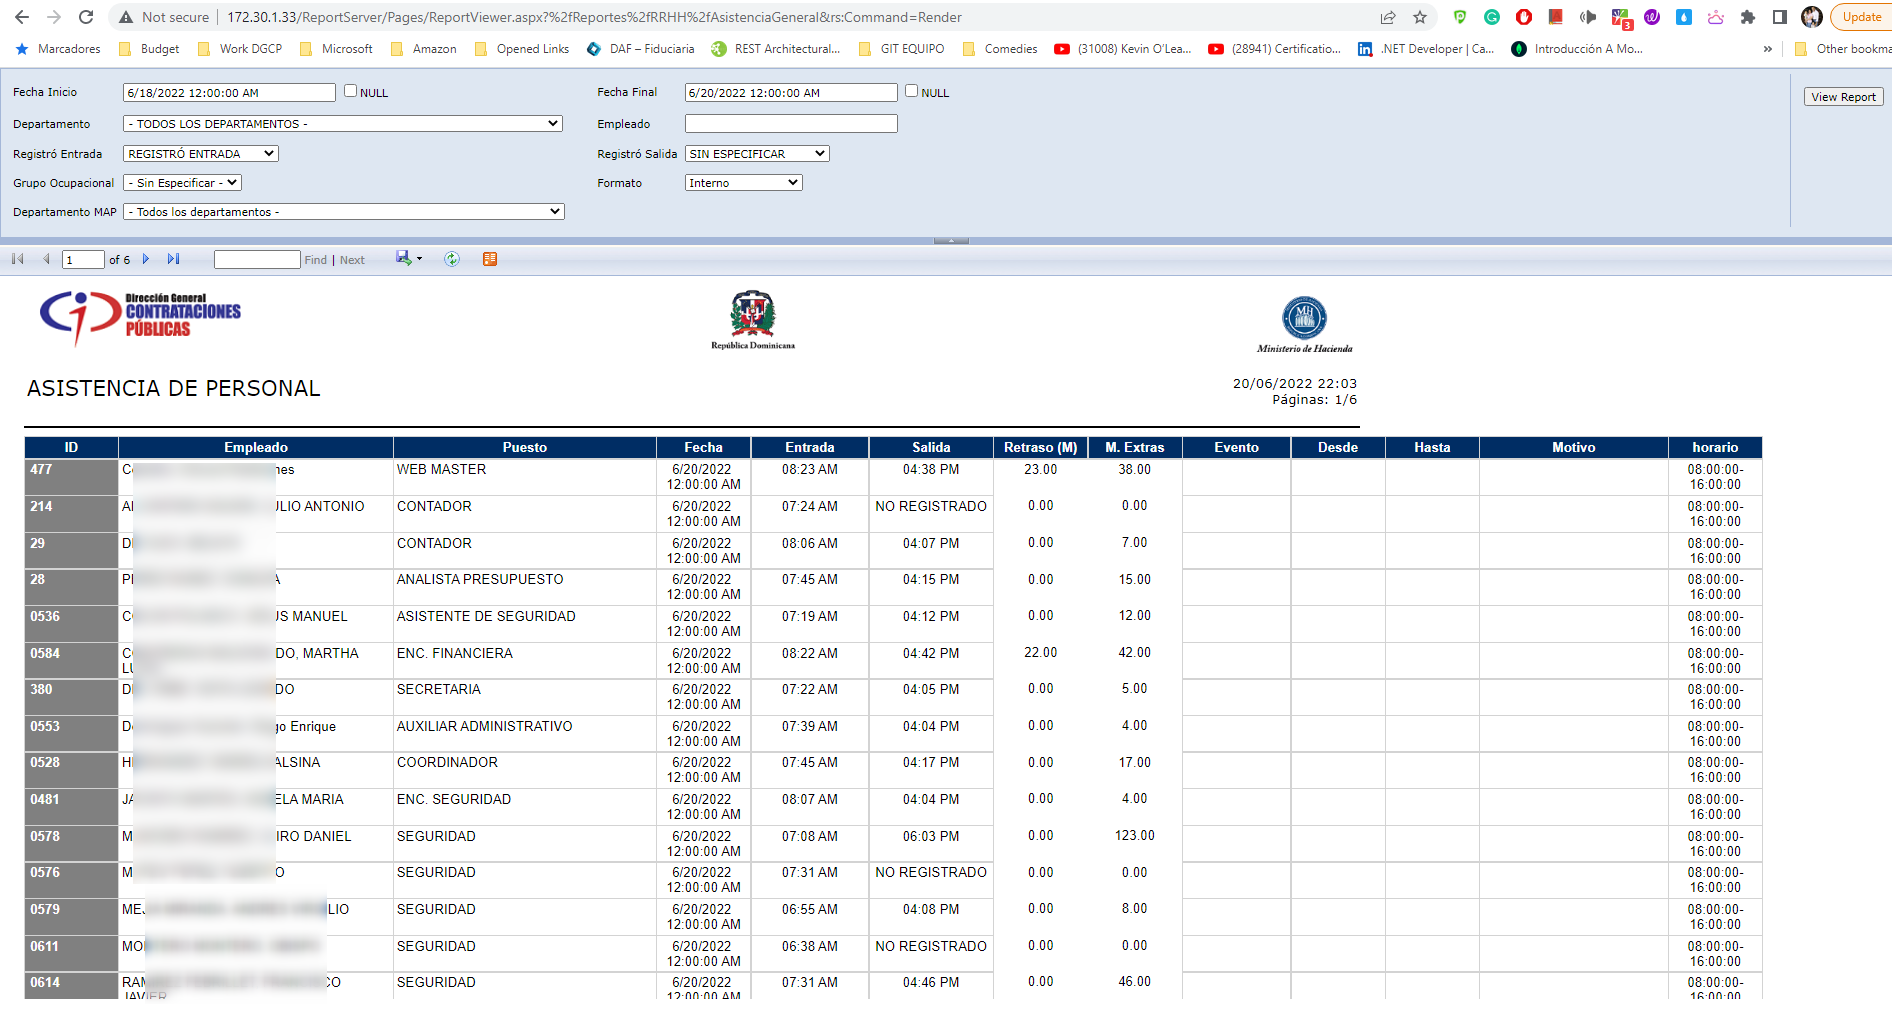 Not secure | 172.30.1.33/ReportServer/Pages/ReportViewer.aspx?%2fReportes%2fRRHH%2fAsistenciaGeneral&rs:Command=Render
3
Update
Marcadores Budget Work DGCP Microsoft Amazon Opened Links DAF – Fiduciaria REST Architectural... GIT EQUIPO Comedies (31008) Kevin O'Lea... (28941) Certificatio... .NET Developer | Ca... Introducción A Mo... » Other bookma
Fecha Inicio 6/18/2022 12:00:00 AM NULL Fecha Final 6/20/2022 12:00:00 AM NULL View Report
Departamento - TODOS LOS DEPARTAMENTOS - Empleado
Registró Entrada REGISTRÓ ENTRADA Registró Salida SIN ESPECIFICAR
Grupo Ocupacional - Sin Especificar - Formato Interno
Departamento MAP - Todos los departamentos -
1 of 6 Find | Next
Dirección General
CONTRATACIONES
PÚBLICAS
República Dominicana
MH
Ministerio de Hacienda
ASISTENCIA DE PERSONAL
20/06/2022 22:03
Páginas: 1/6
ID Empleado Puesto Fecha Entrada Salida Retraso (M) M. Extras Evento Desde Hasta Motivo horario
477 WEB MASTER 6/20/2022 08:23 AM 04:38 PM 23.00 38.00 08:00:00-
12:00:00 AM 16:00:00
214 ULIO ANTONIO CONTADOR 6/20/2022 07:24 AM NO REGISTRADO 0.00 0.00 08:00:00-
12:00:00 AM 16:00:00
29 CONTADOR 6/20/2022 08:06 AM 04:07 PM 0.00 7.00 08:00:00-
12:00:00 AM 16:00:00
28 ANALISTA PRESUPUESTO 6/20/2022 07:45 AM 04:15 PM 0.00 15.00 08:00:00-
12:00:00 AM 16:00:00
0536 US MANUEL ASISTENTE DE SEGURIDAD 6/20/2022 07:19 AM 04:12 PM 0.00 12.00 08:00:00-
12:00:00 AM 16:00:00
0584 DO, MARTHA ENC. FINANCIERA 6/20/2022 08:22 AM 04:42 PM 22.00 42.00 08:00:00-
12:00:00 AM 16:00:00
380 DO SECRETARIA 6/20/2022 07:22 AM 04:05 PM 0.00 5.00 08:00:00-
12:00:00 AM 16:00:00
0553 go Enrique AUXILIAR ADMINISTRATIVO 6/20/2022 07:39 AM 04:04 PM 0.00 4.00 08:00:00-
12:00:00 AM 16:00:00
0528 ALSINA COORDINADOR 6/20/2022 07:45 AM 04:17 PM 0.00 17.00 08:00:00-
12:00:00 AM 16:00:00
0481 ELA MARIA ENC. SEGURIDAD 6/20/2022 08:07 AM 04:04 PM 0.00 4.00 08:00:00-
12:00:00 AM 16:00:00
0578 IRO DANIEL SEGURIDAD 6/20/2022 07:08 AM 06:03 PM 0.00 123.00 08:00:00-
12:00:00 AM 16:00:00
0576 SEGURIDAD 6/20/2022 07:31 AM NO REGISTRADO 0.00 0.00 08:00:00-
12:00:00 AM 16:00:00
0579 LIO SEGURIDAD 6/20/2022 06:55 AM 04:08 PM 0.00 8.00 08:00:00-
12:00:00 AM 16:00:00
0611 SEGURIDAD 6/20/2022 06:38 AM NO REGISTRADO 0.00 0.00 08:00:00-
12:00:00 AM 16:00:00
0614 CO SEGURIDAD 6/20/2022 07:31 AM 04:46 PM 0.00 46.00 08:00:00-
JAVIER 12:00:00 AM 16:00:00